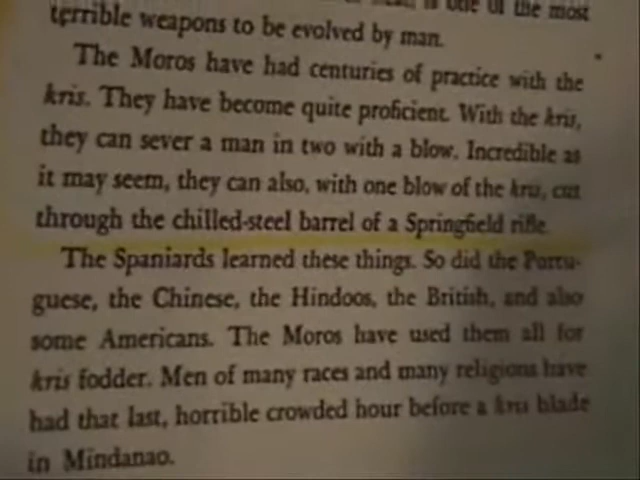 is one of the most
terrible weapons to be evolved by man.
The Moros have had centuries of practice with the
kris. They have become quite proficient. With the kris,
they can sever a man in two with a blow. Incredible as
it may seem, they can also, with one blow of the kris, cut
through the chilled-steel barrel of a Springfield rifle.
The Spaniards learned these things. So did the Portu-
guese, the Chinese, the Hindoos, the British, and also
some Americans. The Moros have used them all for
kris fodder. Men of many races and many religions have
had that last, horrible crowded hour before a kris blade
in Mindanao.